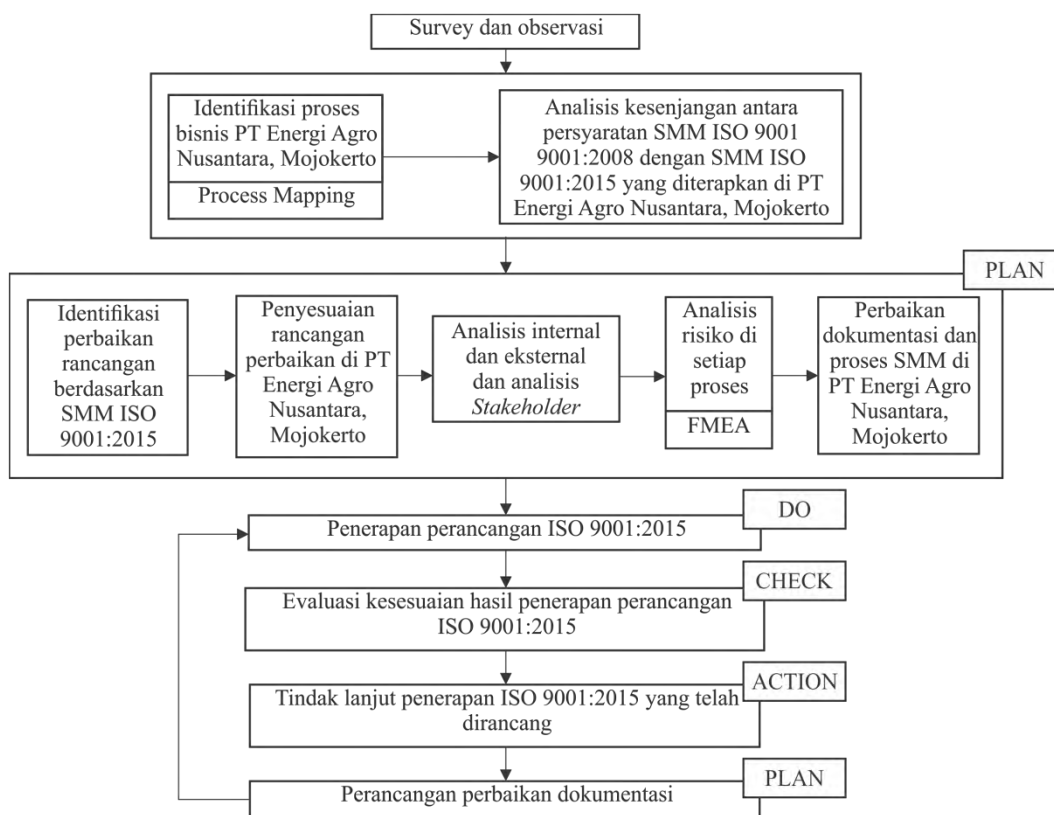 Survey dan observasi
Identifikasi proses
bisnis PT Energi Agro
Nusantara, Mojokerto
Process Mapping
Analisis kesenjangan antara
persyaratan SMM ISO 9001
9001:2008 dengan SMM ISO
9001:2015 yang diterapkan di PT
Energi Agro Nusantara, Mojokerto
PLAN
Identifikasi
perbaikan
rancangan
berdasarkan
SMM ISO
9001:2015
Penyesuaian
rancangan
perbaikan di PT
Energi Agro
Nusantara,
Mojokerto
Analisis internal
dan eksternal
dan analisis
Stakeholder
Analisis
risiko di
setiap
proses
FMEA
Perbaikan
dokumentasi dan
proses SMM di
PT Energi Agro
Nusantara,
Mojokerto
DO
Penerapan perancangan ISO 9001:2015
CHECK
Evaluasi kesesuaian hasil penerapan perancangan
ISO 9001:2015
ACTION
Tindak lanjut penerapan ISO 9001:2015 yang telah
dirancang
PLAN
Perancangan perbaikan dokumentasi